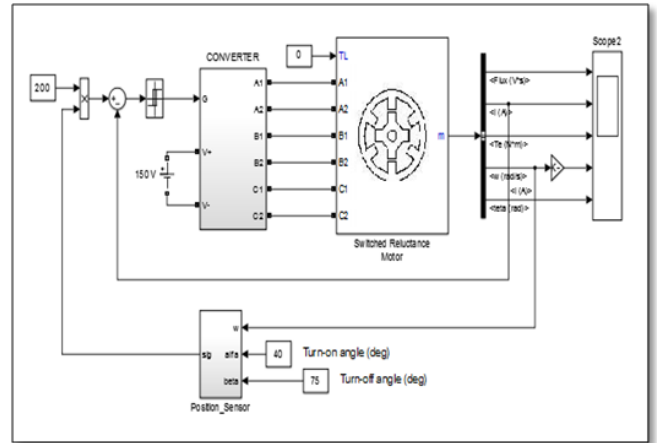 Scope2
CONVERTER
0
TL
200
<Flux (V*s)>
A1
A1
A2
A2
<I (A)>
G
B1
B1
m
<Te (N*m)>
B2
B2
<w (rad/s)>
150 V
V+
C1
C1
<I (A)>
V-
C2
C2
<teta (rad)>
Switched Reluctance
Motor
w
sig
alfa
40
Turn-on angle (deg)
beta
75
Turn-off angle (deg)
Position_Sensor